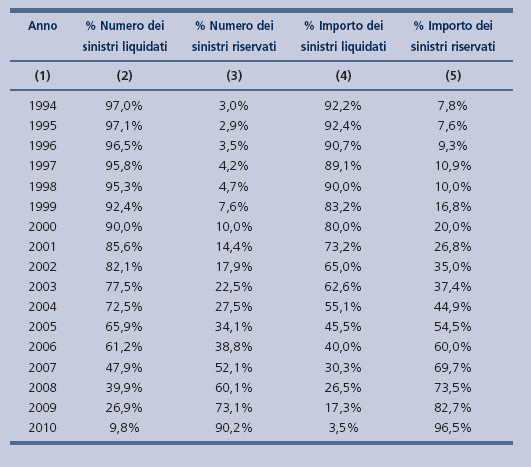 Anno % Numero dei % Numero dei % Importo dei % Importo dei
sinistri liquidati sinistri riservati sinistri liquidati sinistri riservati
(1) (2) (3) (4) (5)
1994 97,0% 3,0% 92,2% 7,8%
1995 97,1% 2,9% 92,4% 7,6%
1996 96,5% 3,5% 90,7% 9,3%
1997 95,8% 4,2% 89,1% 10,9%
1998 95,3% 4,7% 90,0% 10,0%
1999 92,4% 7,6% 83,2% 16,8%
2000 90,0% 10,0% 80,0% 20,0%
2001 85,6% 14,4% 73,2% 26,8%
2002 82,1% 17,9% 65,0% 35,0%
2003 77,5% 22,5% 62,6% 37,4%
2004 72,5% 27,5% 55,1% 44,9%
2005 65,9% 34,1% 45,5% 54,5%
2006 61,2% 38,8% 40,0% 60,0%
2007 47,9% 52,1% 30,3% 69,7%
2008 39,9% 60,1% 26,5% 73,5%
2009 26,9% 73,1% 17,3% 82,7%
2010 9,8% 90,2% 3,5% 96,5%